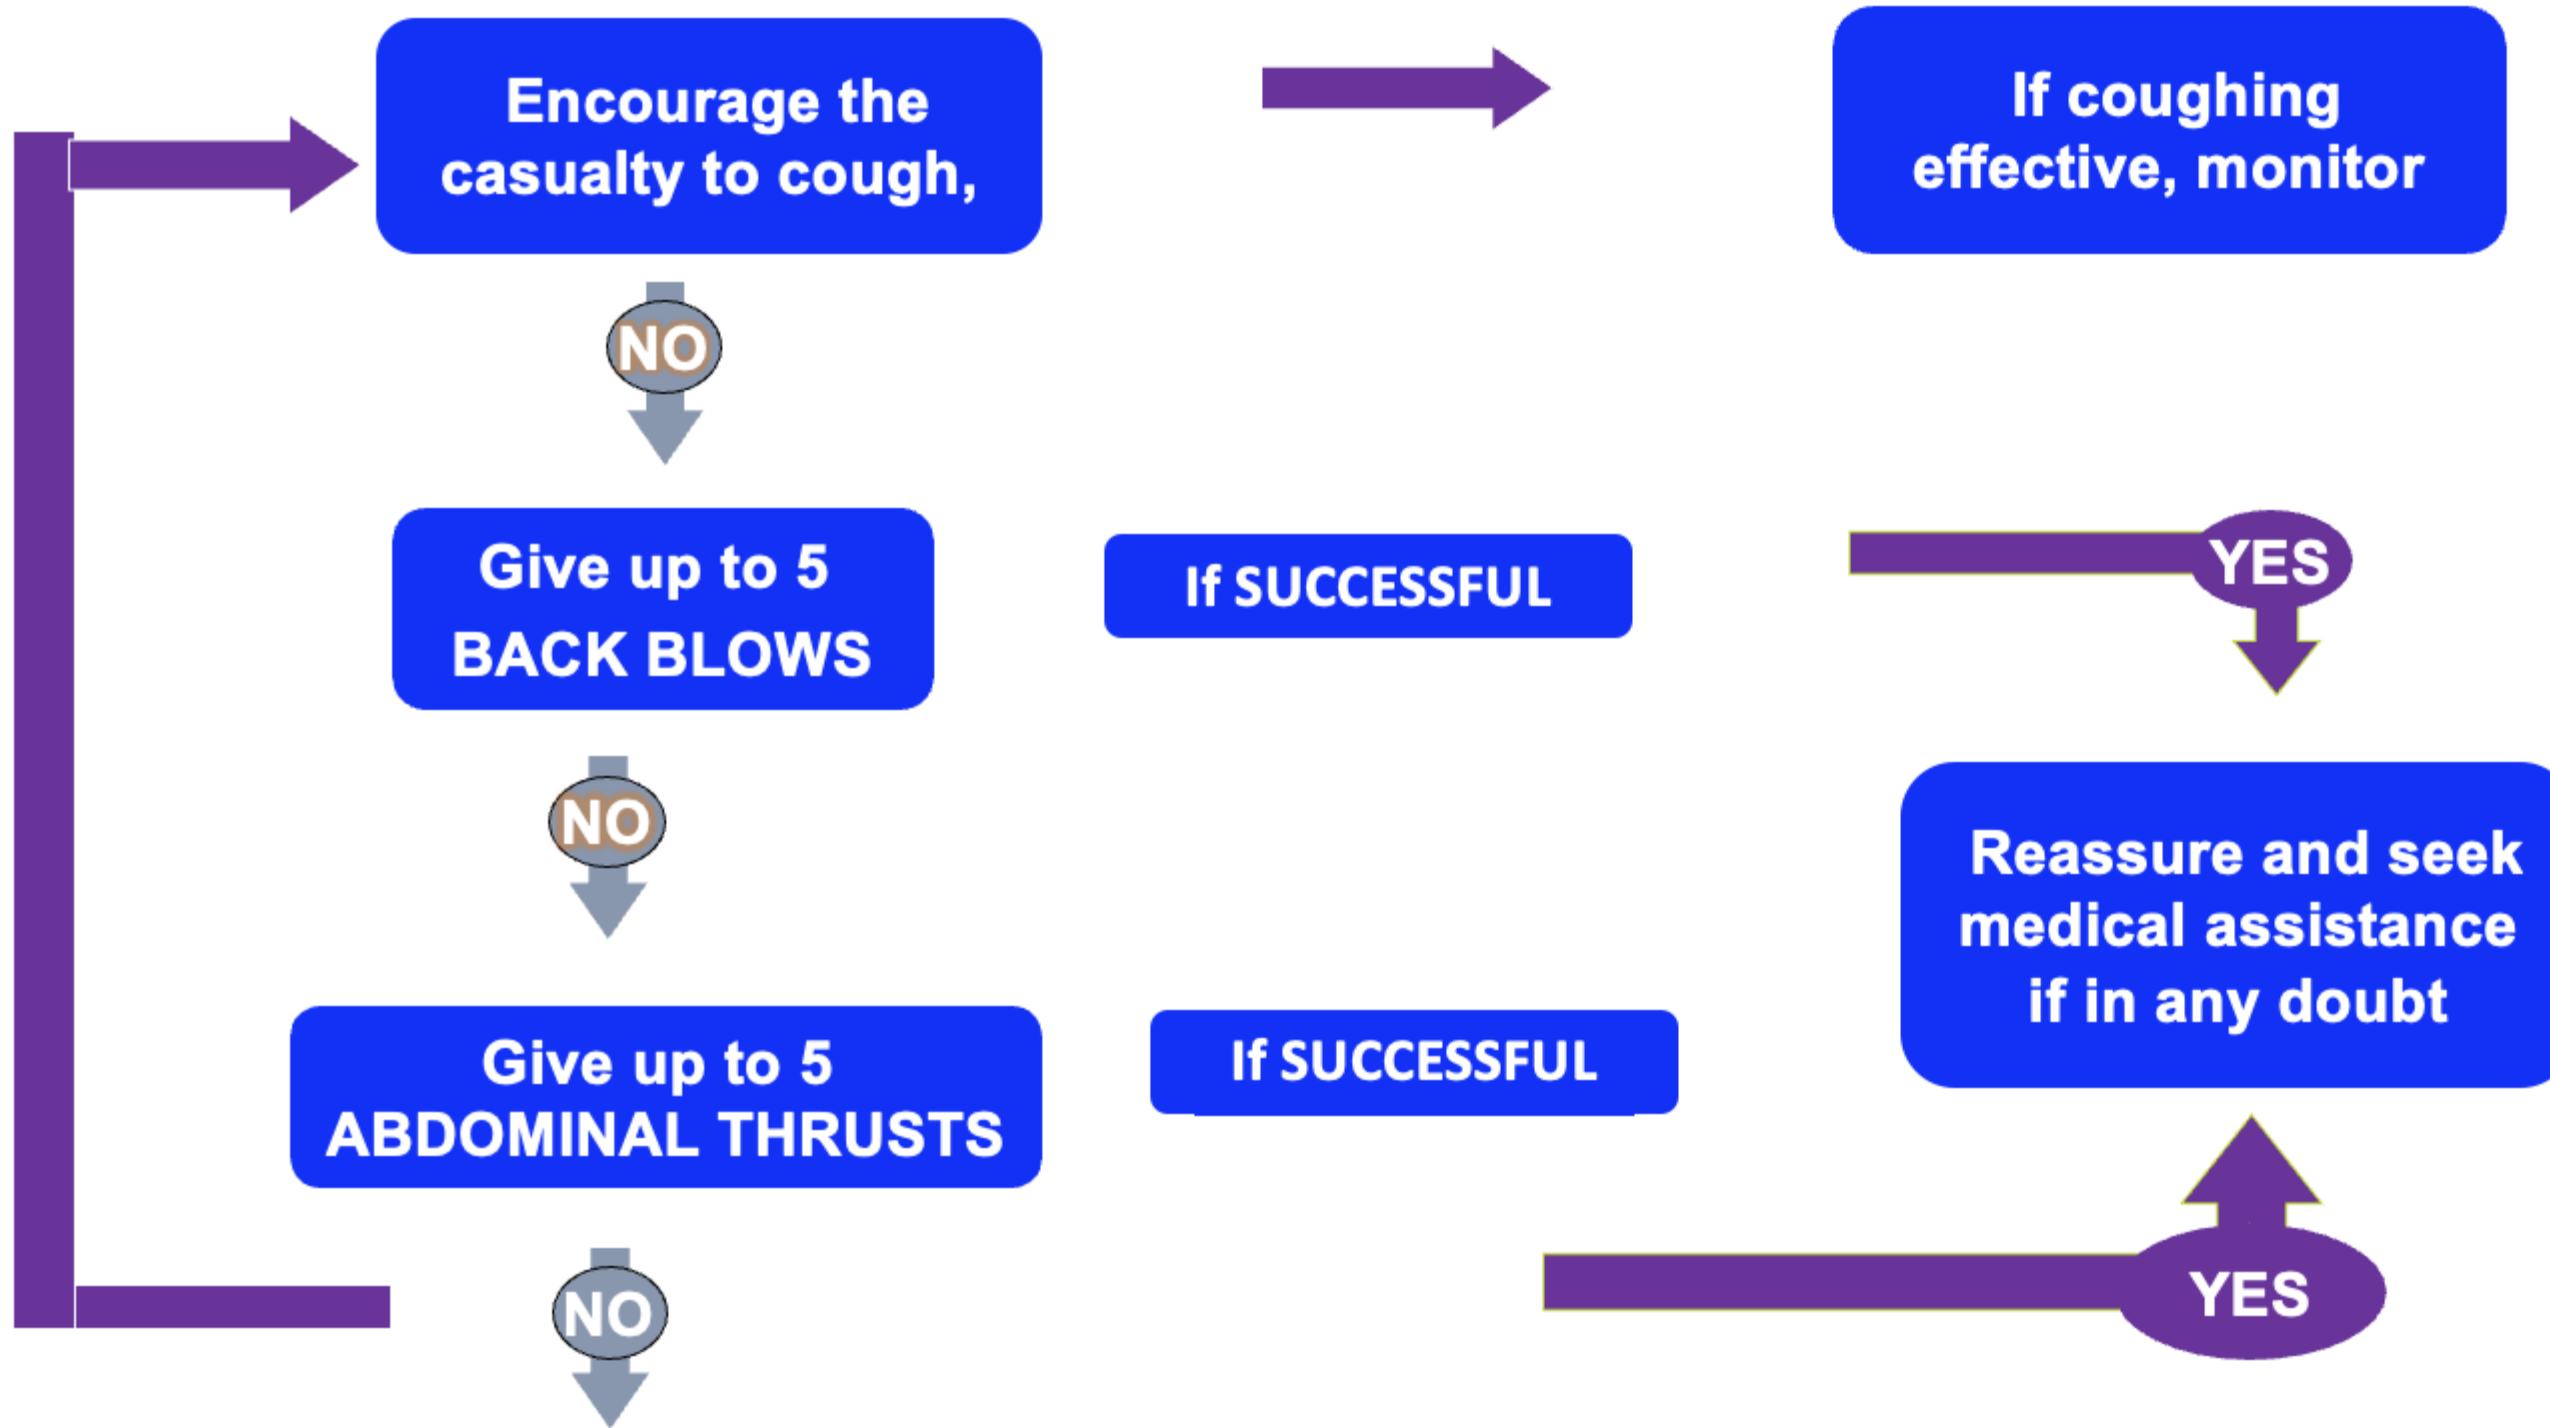 Encourage the
casualty to cough,
If coughing
effective, monitor
NO
Give up to 5
BACK BLOWS
If SUCCESSFUL
YES
NO
Reassure and seek
medical assistance
if in any doubt
Give up to 5
ABDOMINAL THRUSTS
If SUCCESSFUL
NO
YES